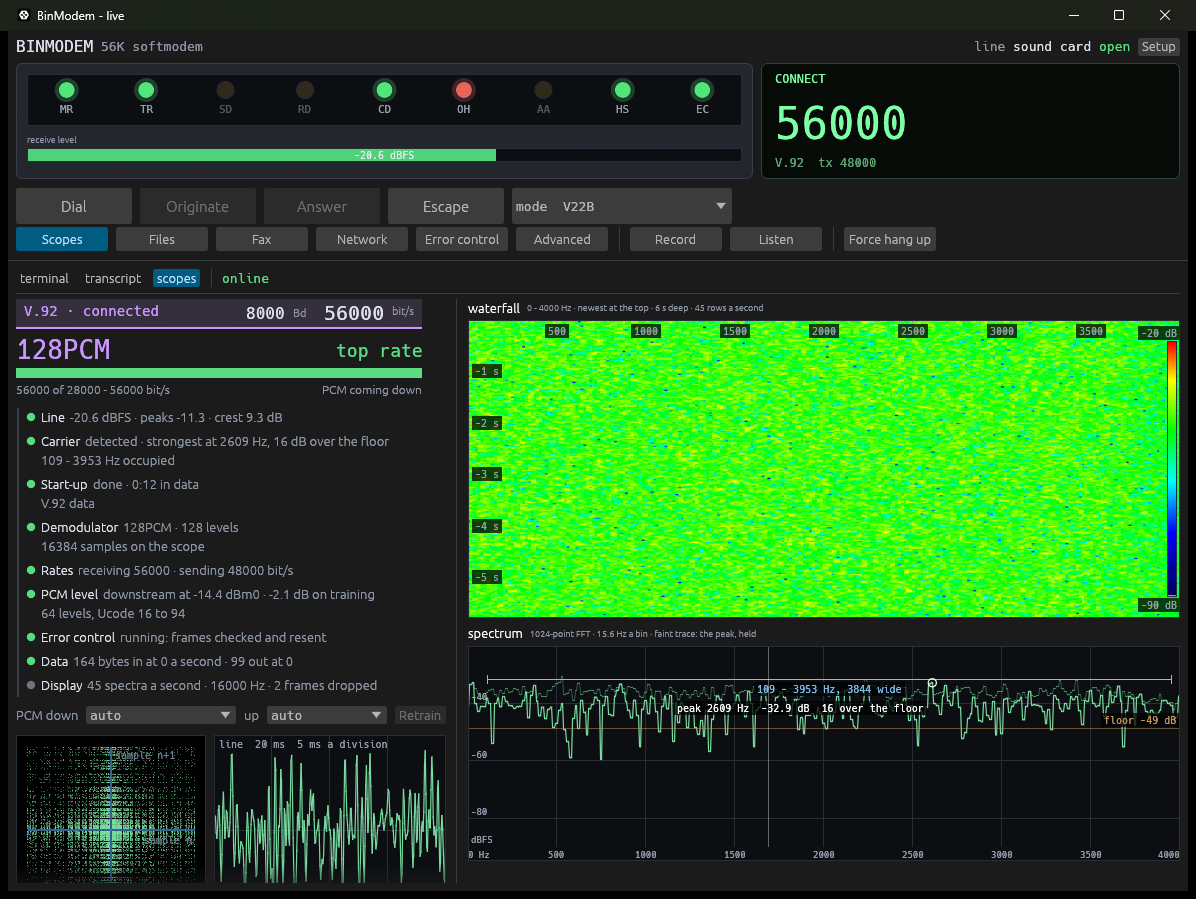 BinModem - live
BINMODEM 56K softmodem
line sound card open Setup
MR TR SD RD CD OH AA HS EC
receive level
-20.6 dBFS
CONNECT
56000
V.92 tx 48000
Dial Originate Answer Escape mode V22B
Scopes Files Fax Network Error control Advanced Record Listen Force hang up
terminal transcript scopes online
V.92 · connected 8000 Bd 56000 bit/s
128PCM top rate
56000 of 28000 - 56000 bit/s PCM coming down
Line -20.6 dBFS · peaks -11.3 · crest 9.3 dB
Carrier detected · strongest at 2609 Hz, 16 dB over the floor
109 - 3953 Hz occupied
Start-up done · 0:12 in data
V.92 data
Demodulator 128PCM · 128 levels
16384 samples on the scope
Rates receiving 56000 · sending 48000 bit/s
PCM level downstream at -14.4 dBm0 · -2.1 dB on training
64 levels, Ucode 16 to 94
Error control running: frames checked and resent
Data 164 bytes in at 0 a second · 99 out at 0
Display 45 spectra a second · 16000 Hz · 2 frames dropped
PCM down auto up auto Retrain
sample n+1
sample n
line 20 ms 5 ms a division
waterfall 0 - 4000 Hz · newest at the top · 6 s deep · 45 rows a second
500 1000 1500 2000 2500 3000 3500 -20 dB
-1 s
-2 s
-3 s
-4 s
-5 s
-90 dB
spectrum 1024-point FFT · 15.6 Hz a bin · faint trace: the peak, held
109 - 3953 Hz, 3844 wide
-40
peak 2609 Hz -32.9 dB 16 over the floor
floor -49 dB
-60
-80
dBFS
0 Hz 500 1000 1500 2000 2500 3000 3500 4000